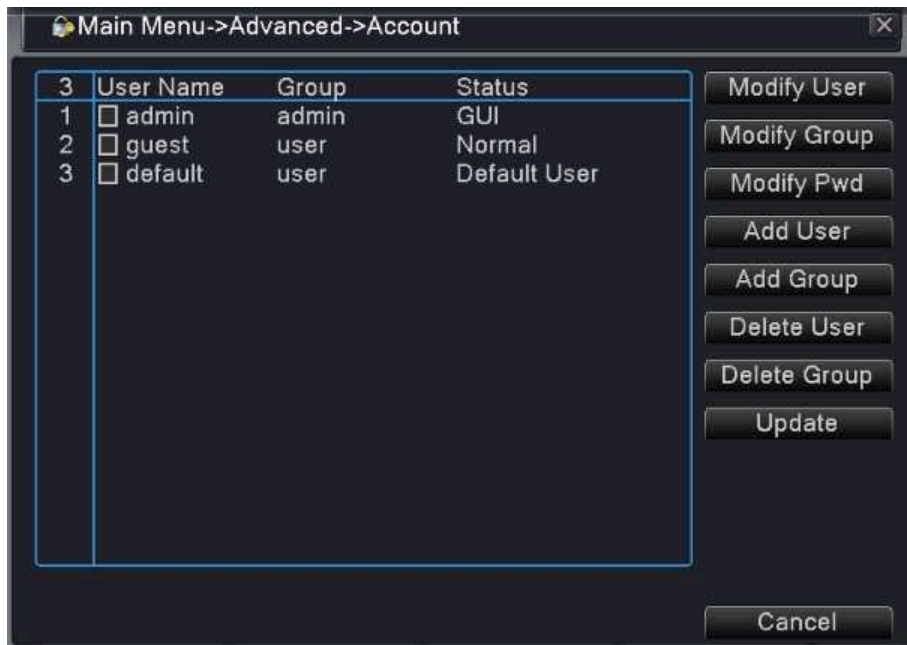 Main Menu->Advanced->Account
3 User Name Group Status
1 admin admin GUI
2 guest user Normal
3 default user Default User
Modify User
Modify Group
Modify Pwd
Add User
Add Group
Delete User
Delete Group
Update
Cancel